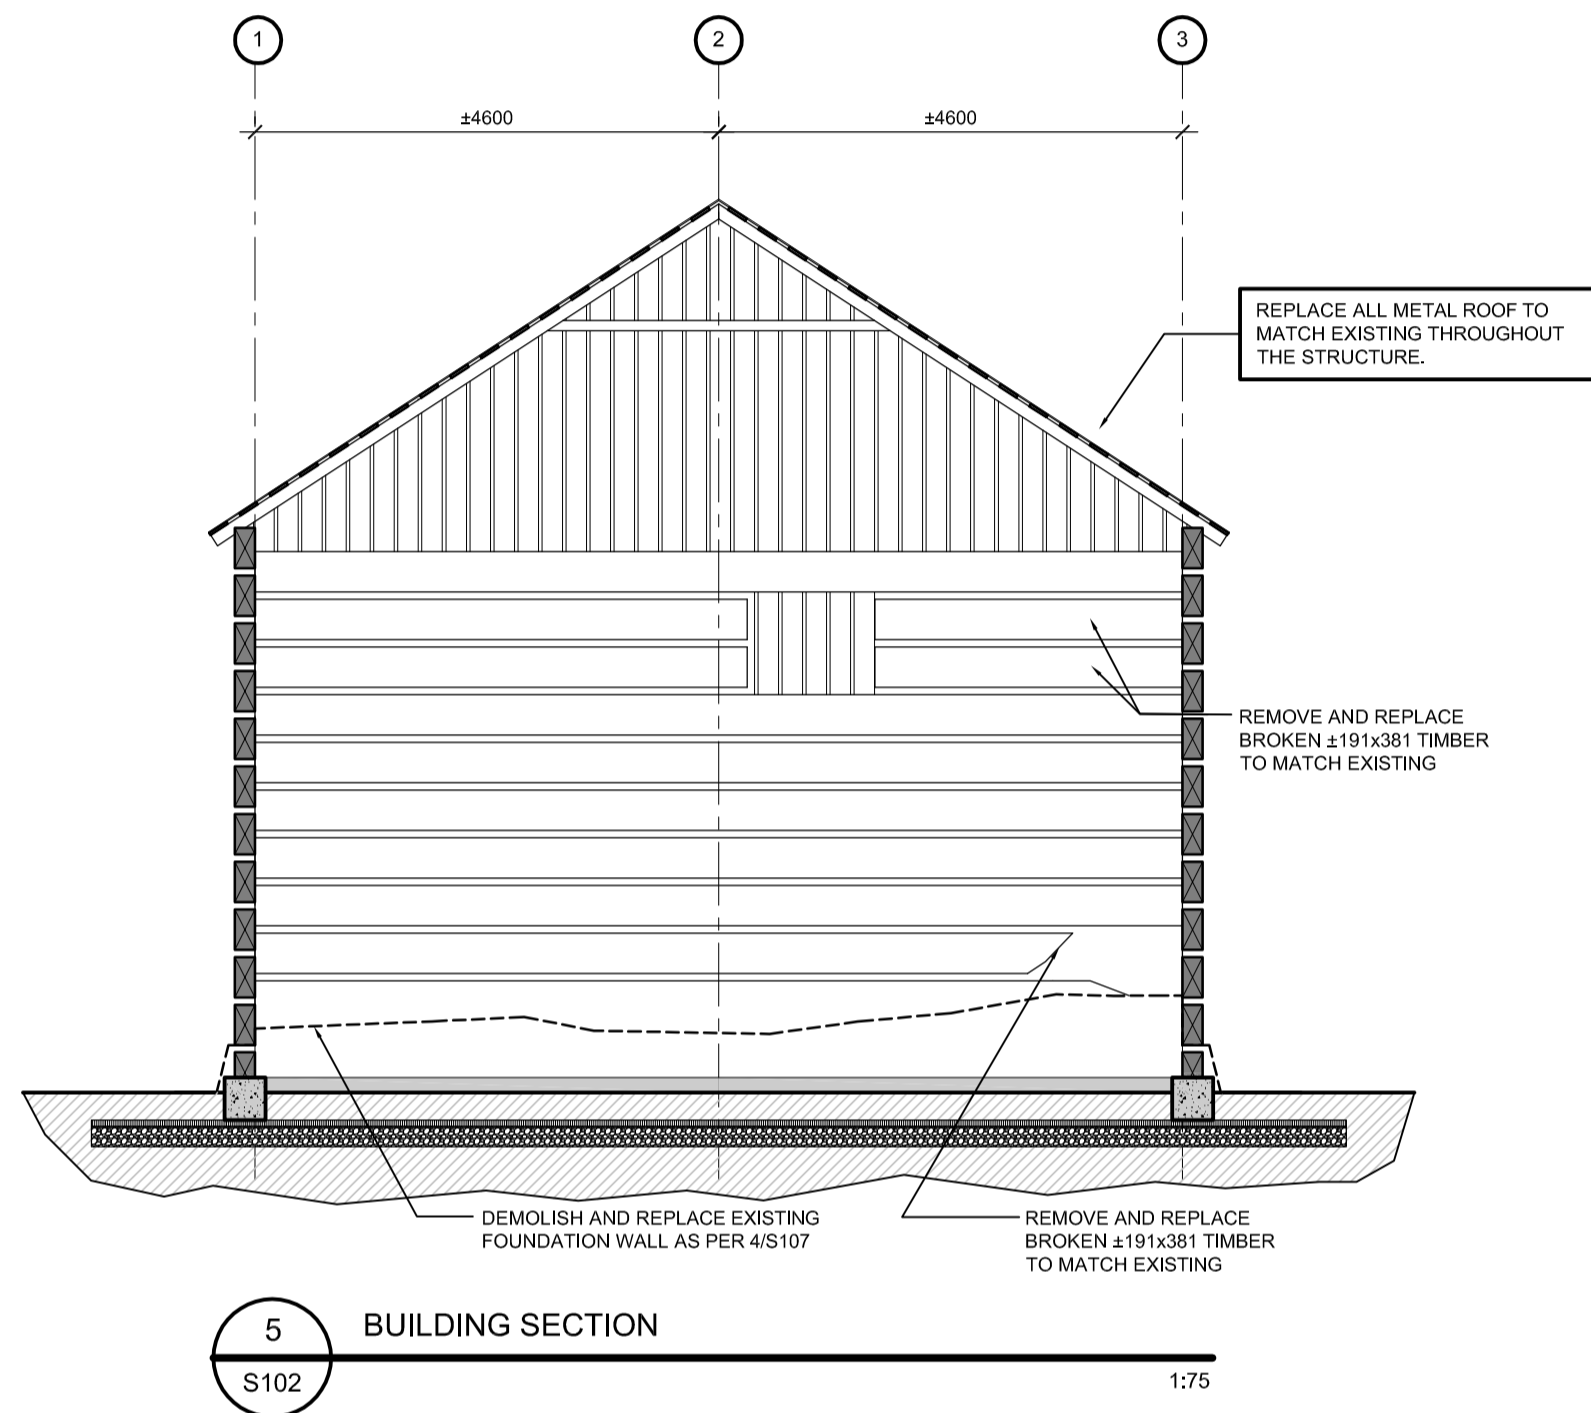 1
2
3
±4600
±4600
REPLACE ALL METAL ROOF TO
MATCH EXISTING THROUGHOUT
THE STRUCTURE.
REMOVE AND REPLACE
BROKEN ±191x381 TIMBER
TO MATCH EXISTING
DEMOLISH AND REPLACE EXISTING
FOUNDATION WALL AS PER 4/S107
REMOVE AND REPLACE
BROKEN ±191x381 TIMBER
TO MATCH EXISTING
5
BUILDING SECTION
S102
1:75